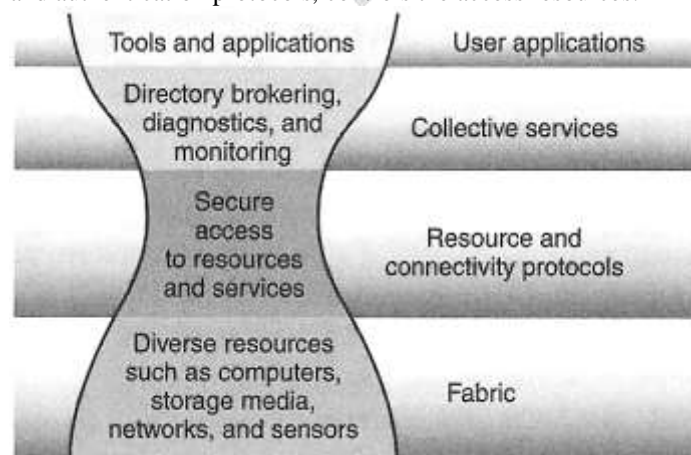 Tools and applications
User applications
Directory brokering,
diagnostics, and
monitoring
Collective services
Secure
access
to resources
and services
Resource and
connectivity protocols
Diverse resources
such as computers,
storage media,
networks, and sensors
Fabric